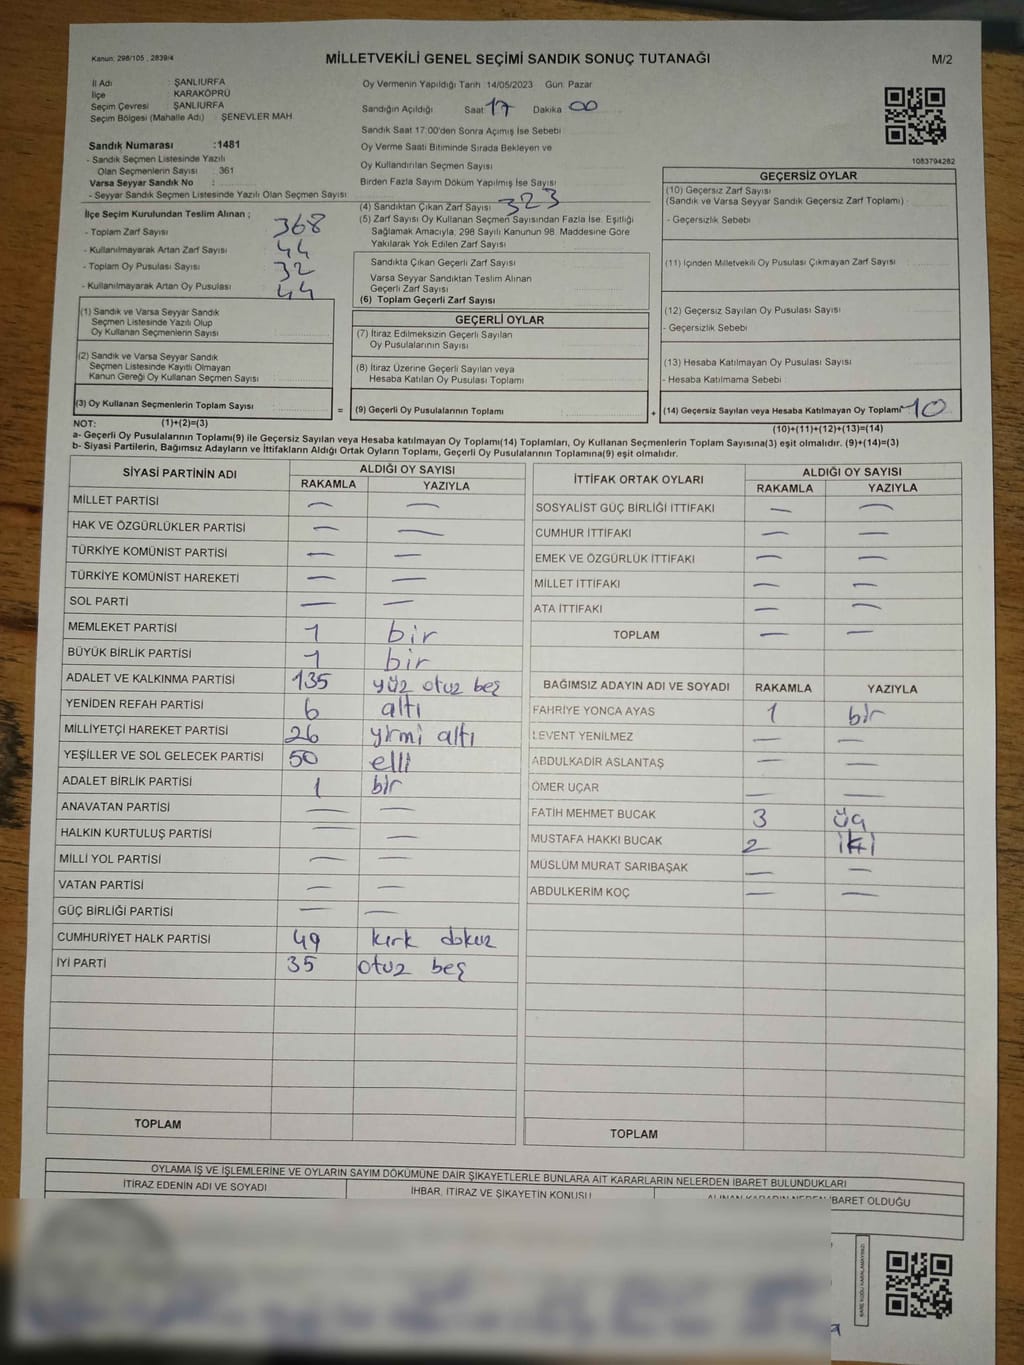 Kanun, 298/105 , 2839/4
MİLLETVEKİLİ GENEL SEÇİMİ SANDIK SONUÇ TUTANAĞI
M/2
İl Adı : ŞANLIURFA
İlçe : KARAKÖPRÜ
Seçim Çevresi : ŞANLIURFA
Seçim Bölgesi (Mahalle Adı) : ŞENEVLER MAH
Sandık Numarası :1481
- Sandık Seçmen Listesinde Yazılı
Olan Seçmenlerin Sayısı : 361
Varsa Seyyar Sandık No :
- Seyyar Sandık Seçmen Listesinde Yazılı Olan Seçmen Sayısı:
İlçe Seçim Kurulundan Teslim Alınan ;
- Toplam Zarf Sayısı : 368
- Kullanılmayarak Artan Zarf Sayısı : 44
- Toplam Oy Pusulası Sayısı : 32
- Kullanılmayarak Artan Oy Pusulası : 44
Oy Vermenin Yapıldığı Tarih :14/05/2023 Gün: Pazar
Sandığın Açıldığı Saat: 17 Dakika: 00
Sandık Saat 17:00'den Sonra Açımış İse Sebebi
Oy Verme Saati Bitiminde Sırada Bekleyen ve
Oy Kullandırılan Seçmen Sayısı
Birden Fazla Sayım Döküm Yapılmış İse Sayısı
(4) Sandıktan Çıkan Zarf Sayısı 323
(5) Zarf Sayısı Oy Kullanan Seçmen Sayısından Fazla İse, Eşitliği
Sağlamak Amacıyla, 298 Sayılı Kanunun 98. Maddesine Göre
Yakılarak Yok Edilen Zarf Sayısı
Sandıkta Çıkan Geçerli Zarf Sayısı
Varsa Seyyar Sandıktan Teslim Alınan
Geçerli Zarf Sayısı
(6) Toplam Geçerli Zarf Sayısı
1083794262
GEÇERSİZ OYLAR
(10) Geçersiz Zarf Sayısı
(Sandık ve Varsa Seyyar Sandık Geçersiz Zarf Toplamı) :
- Geçersizlik Sebebi
(11) İçinden Milletvekili Oy Pusulası Çıkmayan Zarf Sayısı
(12) Geçersiz Sayılan Oy Pusulası Sayısı
- Geçersizlik Sebebi
(13) Hesaba Katılmayan Oy Pusulası Sayısı
- Hesaba Katılmama Sebebi
(1) Sandık ve Varsa Seyyar Sandık
Seçmen Listesinde Yazılı Olup
Oy Kullanan Seçmenlerin Sayısı
(2) Sandık ve Varsa Seyyar Sandık
Seçmen Listesinde Kayıtlı Olmayan
Kanun Gereği Oy Kullanan Seçmen Sayısı
GEÇERLİ OYLAR
(7) İtiraz Edilmeksizin Geçerli Sayılan
Oy Pusulalarının Sayısı
(8) İtiraz Üzerine Geçerli Sayılan veya
Hesaba Katılan Oy Pusulası Toplamı
(3) Oy Kullanan Seçmenlerin Toplam Sayısı = (9) Geçerli Oy Pusulalarının Toplamı + (14) Geçersiz Sayılan veya Hesaba Katılmayan Oy Toplamı 10
NOT: (1)+(2)=(3) (10)+(11)+(12)+(13)=(14)
a- Geçerli Oy Pusulalarının Toplamı(9) ile Geçersiz Sayılan veya Hesaba katılmayan Oy Toplamı(14) Toplamları, Oy Kullanan Seçmenlerin Toplam Sayısına(3) eşit olmalıdır. (9)+(14)=(3)
b- Siyasi Partilerin, Bağımsız Adayların ve İttifakların Aldığı Ortak Oyların Toplamı, Geçerli Oy Pusulalarının Toplamına(9) eşit olmalıdır.
SİYASİ PARTİNİN ADI ALDIĞI OY SAYISI
RAKAMLA YAZIYLA
MİLLET PARTİSİ — —
HAK VE ÖZGÜRLÜKLER PARTİSİ — —
TÜRKİYE KOMÜNİST PARTİSİ — —
TÜRKİYE KOMÜNİST HAREKETİ — —
SOL PARTİ — —
MEMLEKET PARTİSİ 1 bir
BÜYÜK BİRLİK PARTİSİ 1 bir
ADALET VE KALKINMA PARTİSİ 135 yüz otuz beş
YENİDEN REFAH PARTİSİ 6 altı
MİLLİYETÇİ HAREKET PARTİSİ 26 yirmi altı
YEŞİLLER VE SOL GELECEK PARTİSİ 50 elli
ADALET BİRLİK PARTİSİ 1 bir
ANAVATAN PARTİSİ — —
HALKIN KURTULUŞ PARTİSİ — —
MİLLİ YOL PARTİSİ — —
VATAN PARTİSİ — —
GÜÇ BİRLİĞİ PARTİSİ — —
CUMHURİYET HALK PARTİSİ 49 kırk dokuz
İYİ PARTİ 35 otuz beş
TOPLAM
İTTİFAK ORTAK OYLARI ALDIĞI OY SAYISI
RAKAMLA YAZIYLA
SOSYALİST GÜÇ BİRLİĞİ İTTİFAKI — —
CUMHUR İTTİFAKI — —
EMEK VE ÖZGÜRLÜK İTTİFAKI — —
MİLLET İTTİFAKI — —
ATA İTTİFAKI — —
TOPLAM — —
BAĞIMSIZ ADAYIN ADI VE SOYADI RAKAMLA YAZIYLA
FAHRİYE YONCA AYAS 1 bir
LEVENT YENİLMEZ — —
ABDULKADİR ASLANTAŞ — —
ÖMER UÇAR — —
FATİH MEHMET BUCAK 3 üç
MUSTAFA HAKKI BUCAK 2 iki
MÜSLÜM MURAT SARIBAŞAK — —
ABDULKERİM KOÇ — —
TOPLAM
OYLAMA İŞ VE İŞLEMLERİNE VE OYLARIN SAYIM DÖKÜMÜNE DAİR ŞİKAYETLERLE BUNLARA AİT KARARLARIN NELERDEN İBARET BULUNDUKLARI
İTİRAZ EDENİN ADI VE SOYADI
İHBAR, İTİRAZ VE ŞİKAYETİN KONUSU
ALINAN KARARIN NEDEN İBARET OLDUĞU